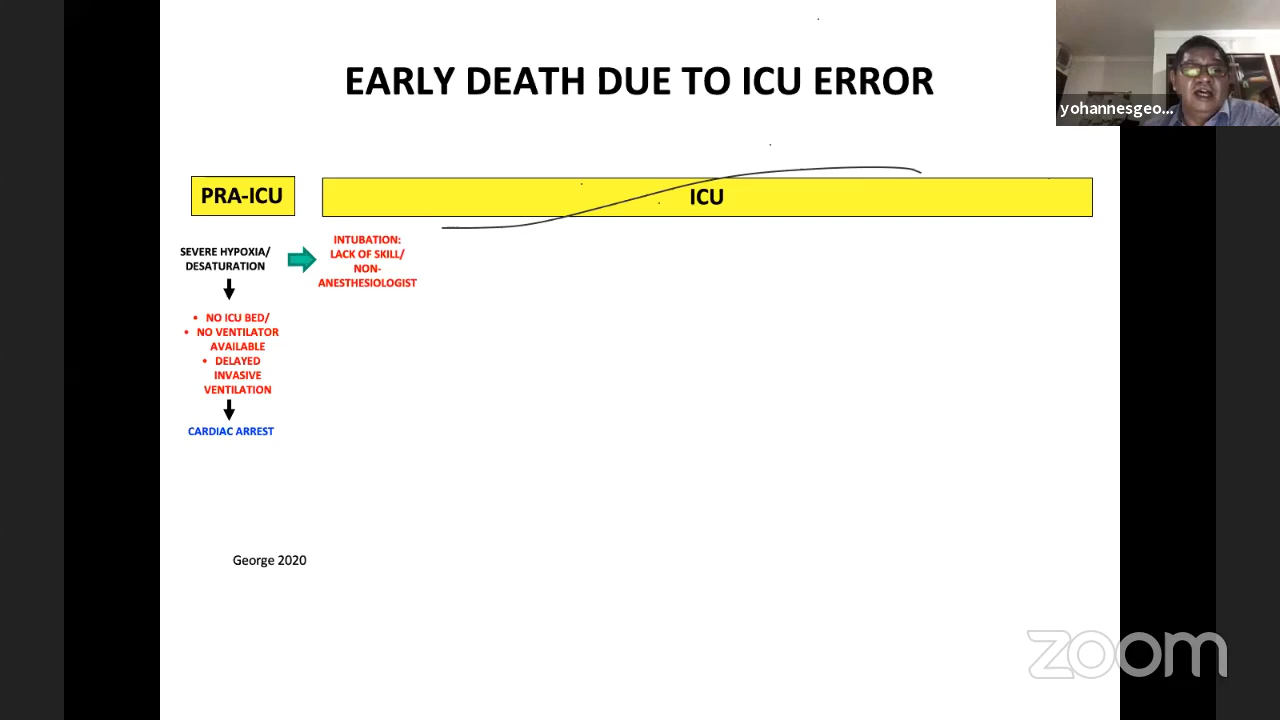 EARLY DEATH DUE TO ICU ERROR
yohannesgeo...
PRA-ICU
ICU
SEVERE HYPOXIA/
DESATURATION
INTUBATION:
LACK OF SKILL/
NON-
ANESTHESIOLOGIST
• NO ICU BED/
• NO VENTILATOR
AVAILABLE
• DELAYED
INVASIVE
VENTILATION
CARDIAC ARREST
George 2020
zoom